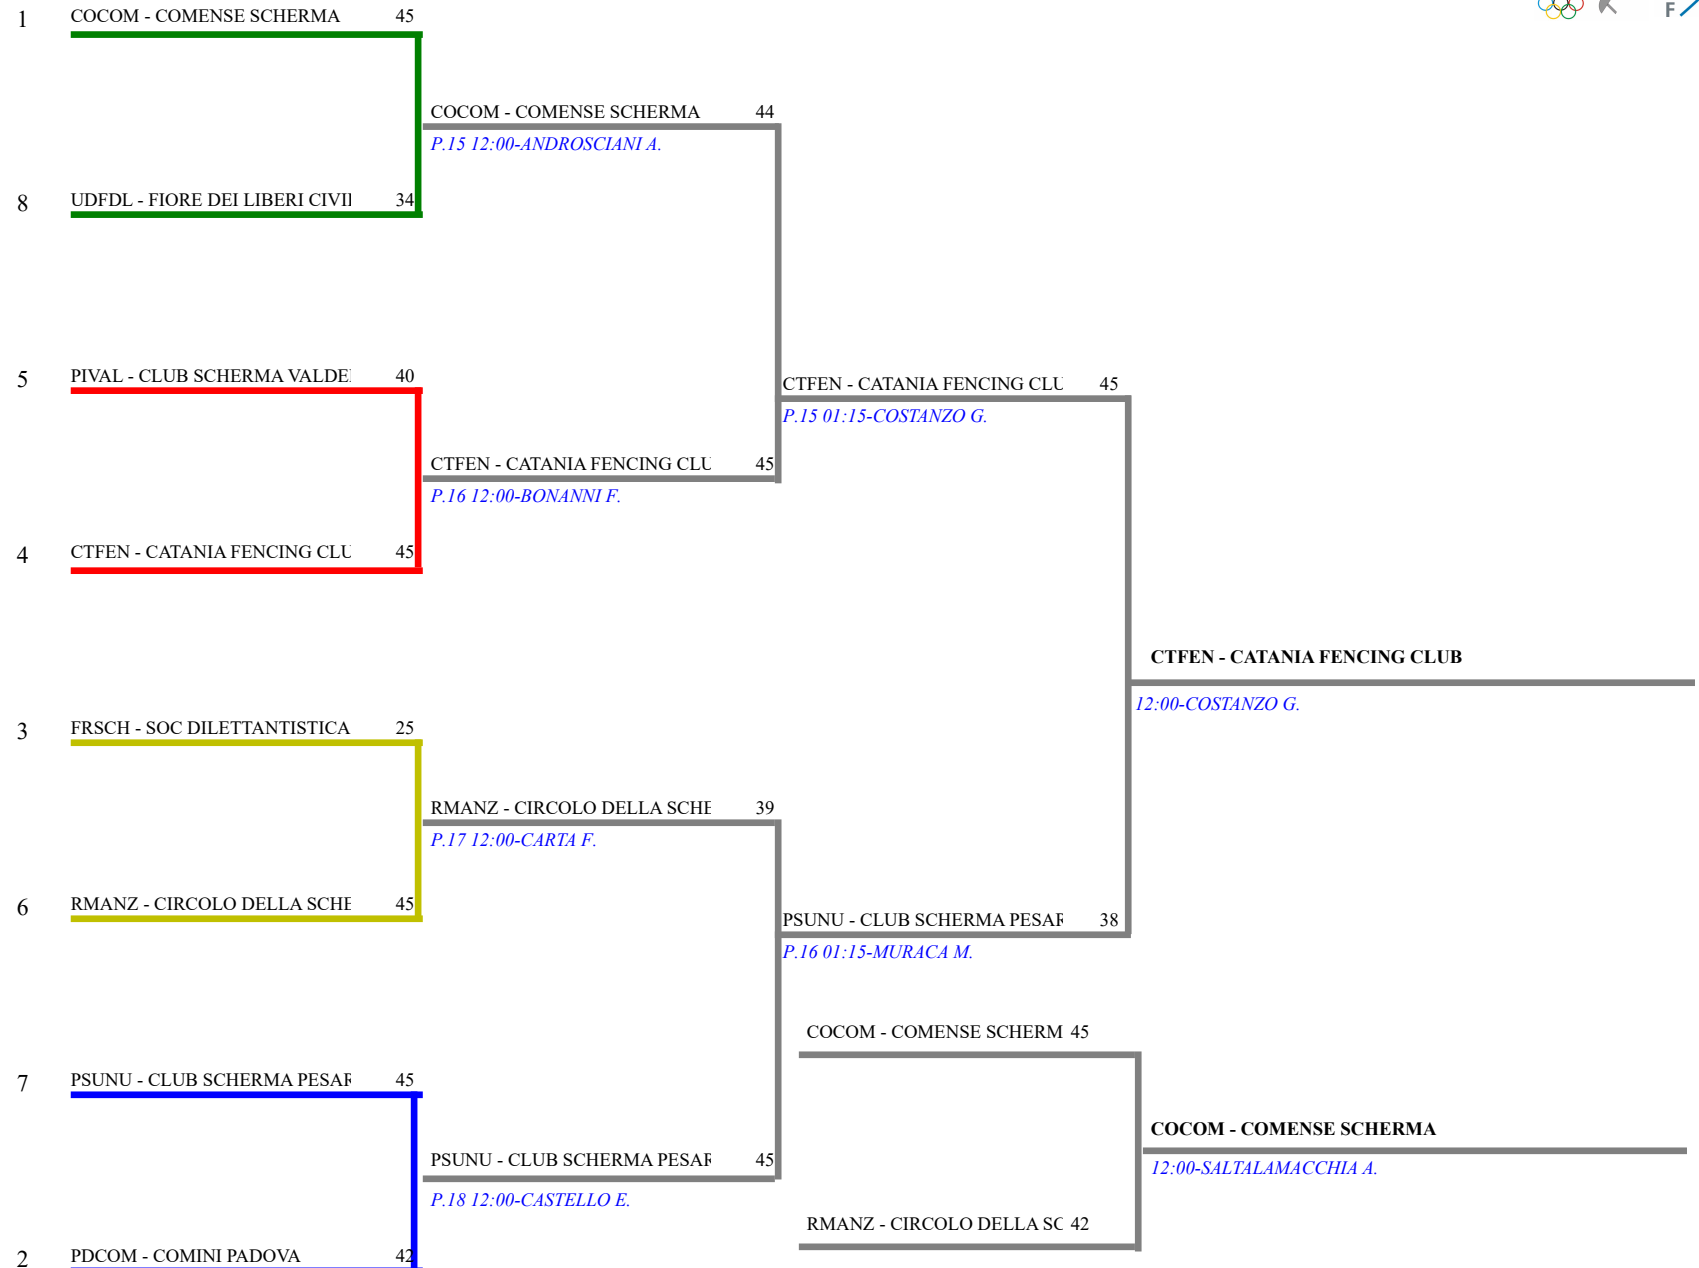 1 COCOM - COMENSE SCHERMA 45
COCOM - COMENSE SCHERMA 44
P.15 12:00-ANDROSCIANI A.
8 UDFDL - FIORE DEI LIBERI CIVII 34
5 PIVAL - CLUB SCHERMA VALDE 40
CTFEN - CATANIA FENCING CLU 45
P.15 01:15-COSTANZO G.
CTFEN - CATANIA FENCING CLU 45
P.16 12:00-BONANNI F.
4 CTFEN - CATANIA FENCING CLU 45
CTFEN - CATANIA FENCING CLUB
12:00-COSTANZO G.
3 FRSCH - SOC DILETTANTISTICA 25
RMANZ - CIRCOLO DELLA SCHE 39
P.17 12:00-CARTA F.
6 RMANZ - CIRCOLO DELLA SCHE 45
PSUNU - CLUB SCHERMA PESAR 38
P.16 01:15-MURACA M.
COCOM - COMENSE SCHERM 45
7 PSUNU - CLUB SCHERMA PESAR 45
COCOM - COMENSE SCHERMA
12:00-SALTALAMACCHIA A.
PSUNU - CLUB SCHERMA PESAR 45
P.18 12:00-CASTELLO E.
RMANZ - CIRCOLO DELLA SC 42
2 PDCOM - COMINI PADOVA 42
F